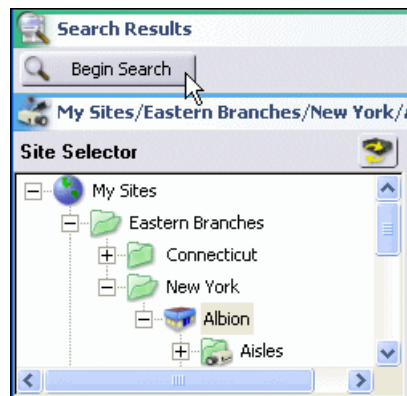 Search Results
Begin Search
My Sites/Eastern Branches/New York/
Site Selector
My Sites
Eastern Branches
Connecticut
New York
Albion
Aisles